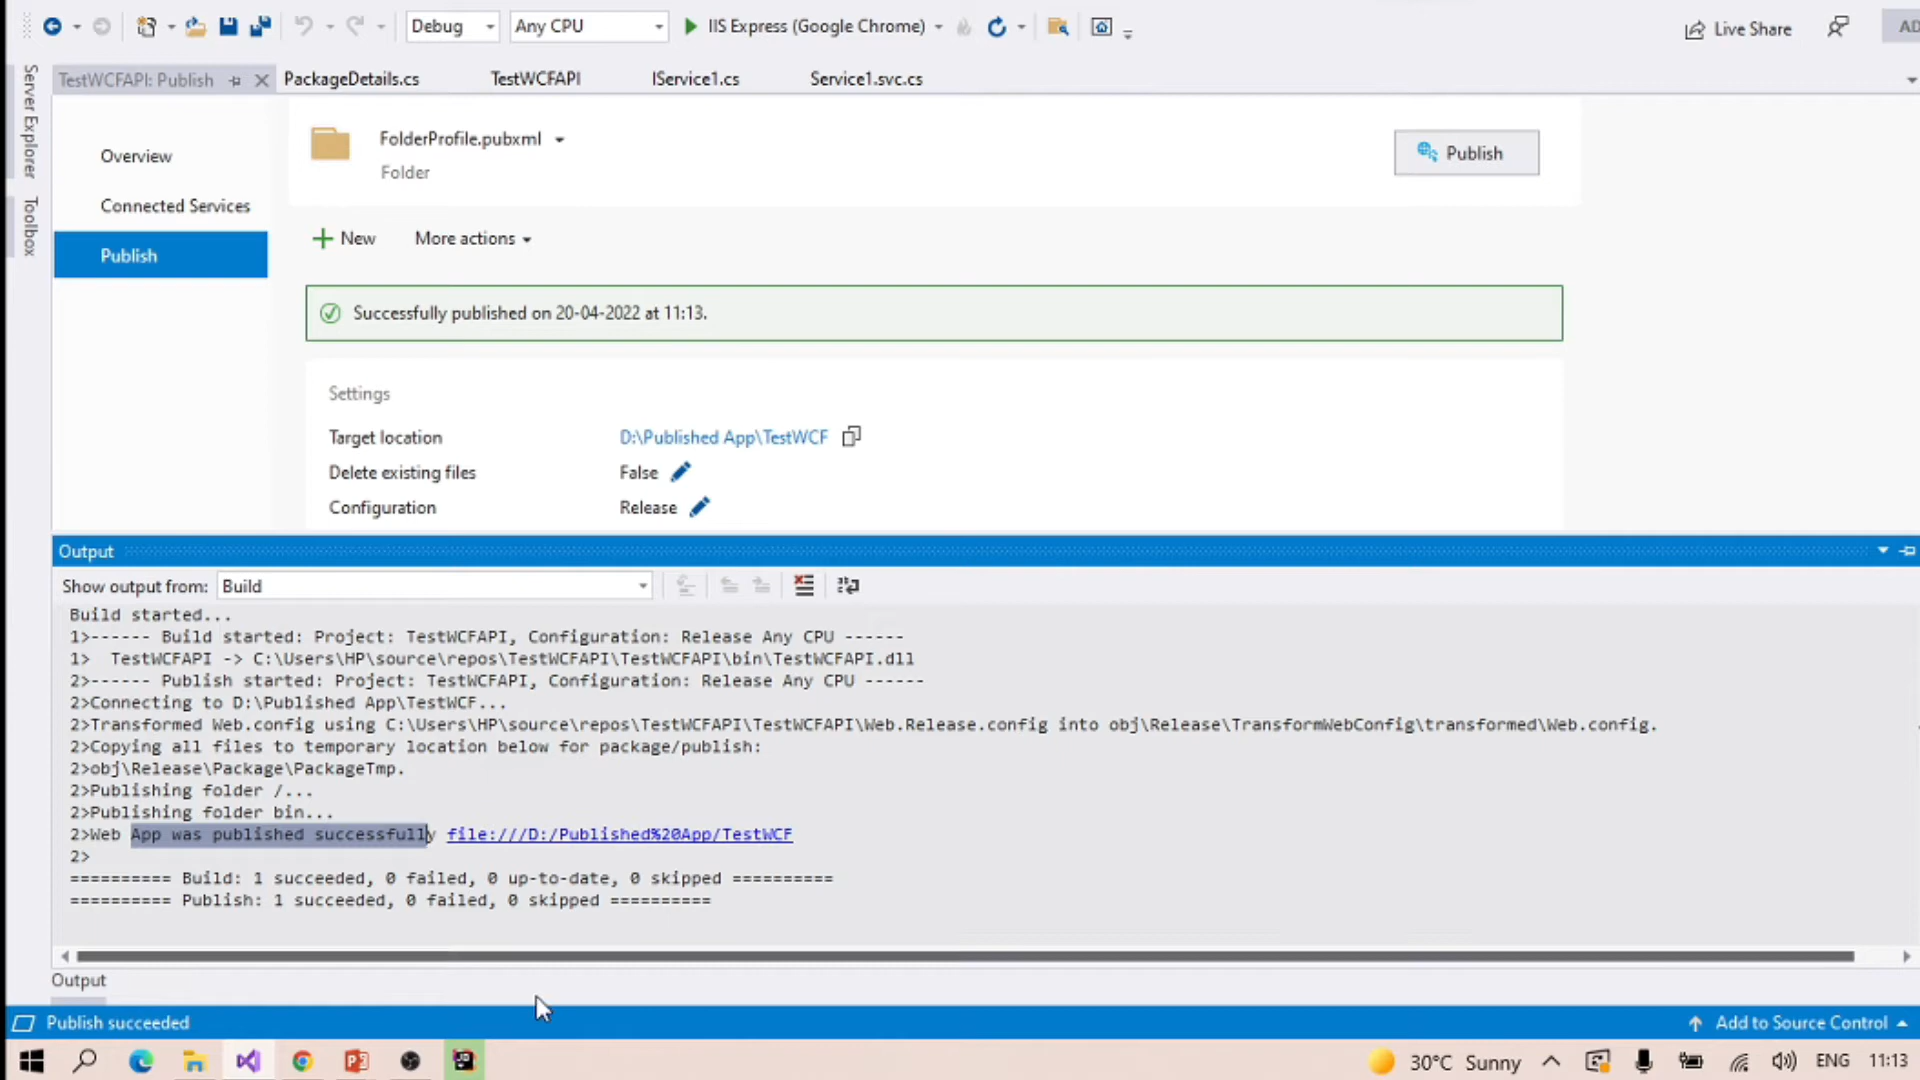 Debug
Any CPU
IIS Express (Google Chrome)
Live Share
AD
Server Explorer
Toolbox
TestWCFAPI: Publish
PackageDetails.cs
TestWCFAPI
IService1.cs
Service1.svc.cs
Overview
Connected Services
Publish
FolderProfile.pubxml
Folder
Publish
New
More actions
Successfully published on 20-04-2022 at 11:13.
Settings
Target location D:\Published App\TestWCF
Delete existing files False
Configuration Release
Output
Show output from: Build
Build started...
1>------ Build started: Project: TestWCFAPI, Configuration: Release Any CPU ------
1>  TestWCFAPI -> C:\Users\HP\source\repos\TestWCFAPI\TestWCFAPI\bin\TestWCFAPI.dll
2>------ Publish started: Project: TestWCFAPI, Configuration: Release Any CPU ------
2>Connecting to D:\Published App\TestWCF...
2>Transformed Web.config using C:\Users\HP\source\repos\TestWCFAPI\TestWCFAPI\Web.Release.config into obj\Release\TransformWebConfig\transformed\Web.config.
2>Copying all files to temporary location below for package/publish:
2>obj\Release\Package\PackageTmp.
2>Publishing folder /...
2>Publishing folder bin...
2>Web App was published successfully file:///D:/Published%20App/TestWCF
2>
========== Build: 1 succeeded, 0 failed, 0 up-to-date, 0 skipped ==========
========== Publish: 1 succeeded, 0 failed, 0 skipped ==========
Output
Publish succeeded
Add to Source Control
30°C Sunny
ENG
11:13